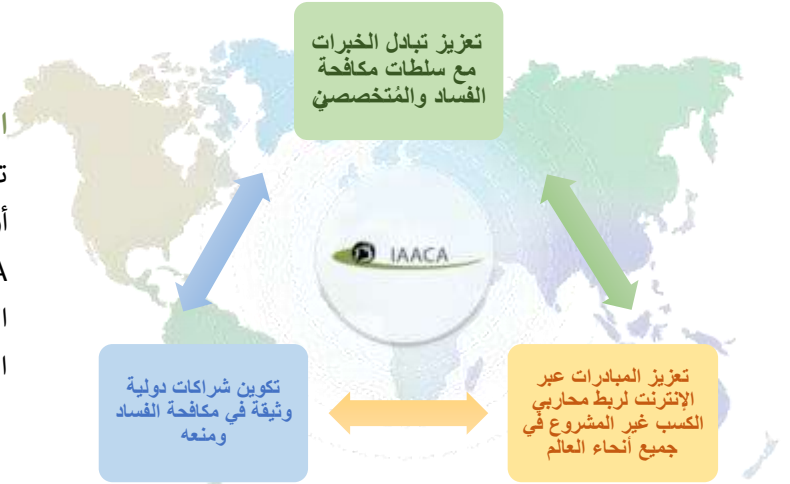 تعزيز تبادل الخبرات
مع سلطات مكافحة
الفساد والمُتخصصين
IAACA
تكوين شراكات دولية
وثيقة في مكافحة الفساد
ومنعه
تعزيز المبادرات عبر
الإنترنت لربط محاربي
الكسب غير المشروع في
جميع أنحاء العالم